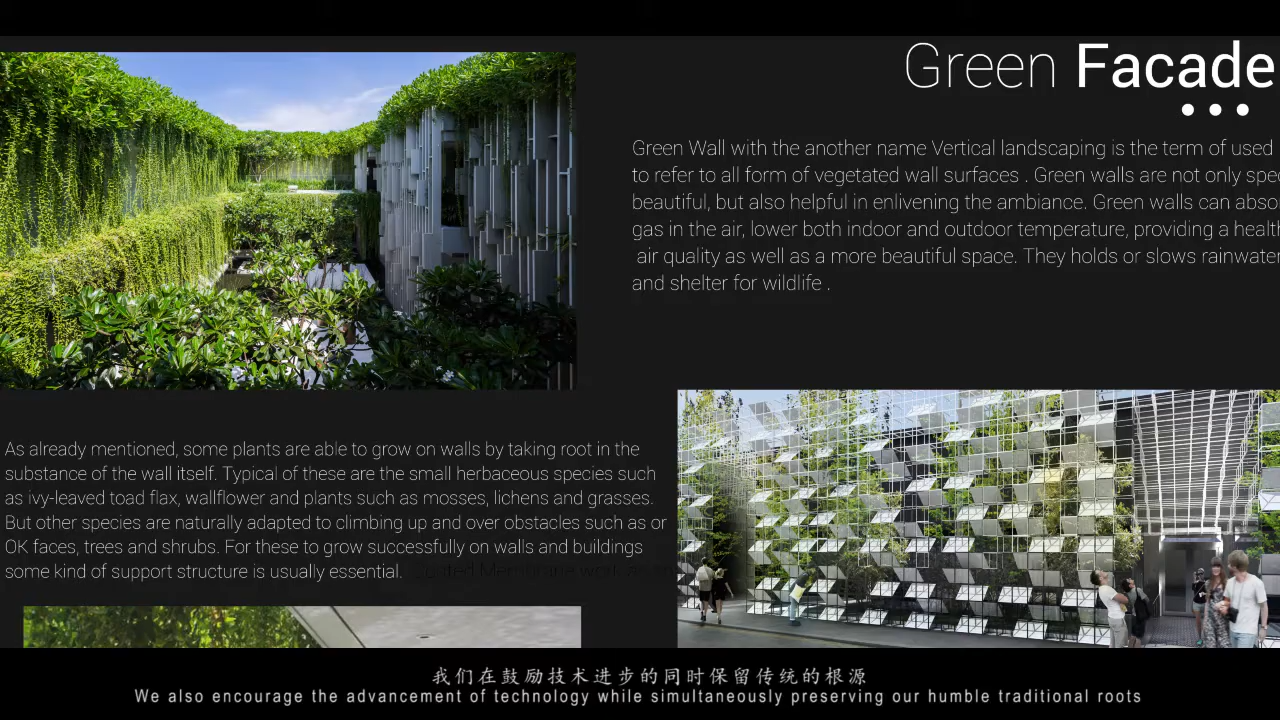 Green Facade
Green Wall with the another name Vertical landscaping is the term of used
to refer to all form of vegetated wall surfaces . Green walls are not only
beautiful, but also helpful in enlivening the ambiance. Green walls can
gas in the air, lower both indoor and outdoor temperature, providing a
air quality as well as a more beautiful space. They holds or slows rainwater
and shelter for wildlife .
As already mentioned, some plants are able to grow on walls by taking root in the
substance of the wall itself. Typical of these are the small herbaceous species such
as ivy-leaved toad flax, wallflower and plants such as mosses, lichens and grasses.
But other species are naturally adapted to climbing up and over obstacles such as or
OK faces, trees and shrubs. For these to grow successfully on walls and buildings
some kind of support structure is usually essential.
我们在鼓励技术进步的同时保留传统的根源
We also encourage the advancement of technology while simultaneously preserving our humble traditional roots